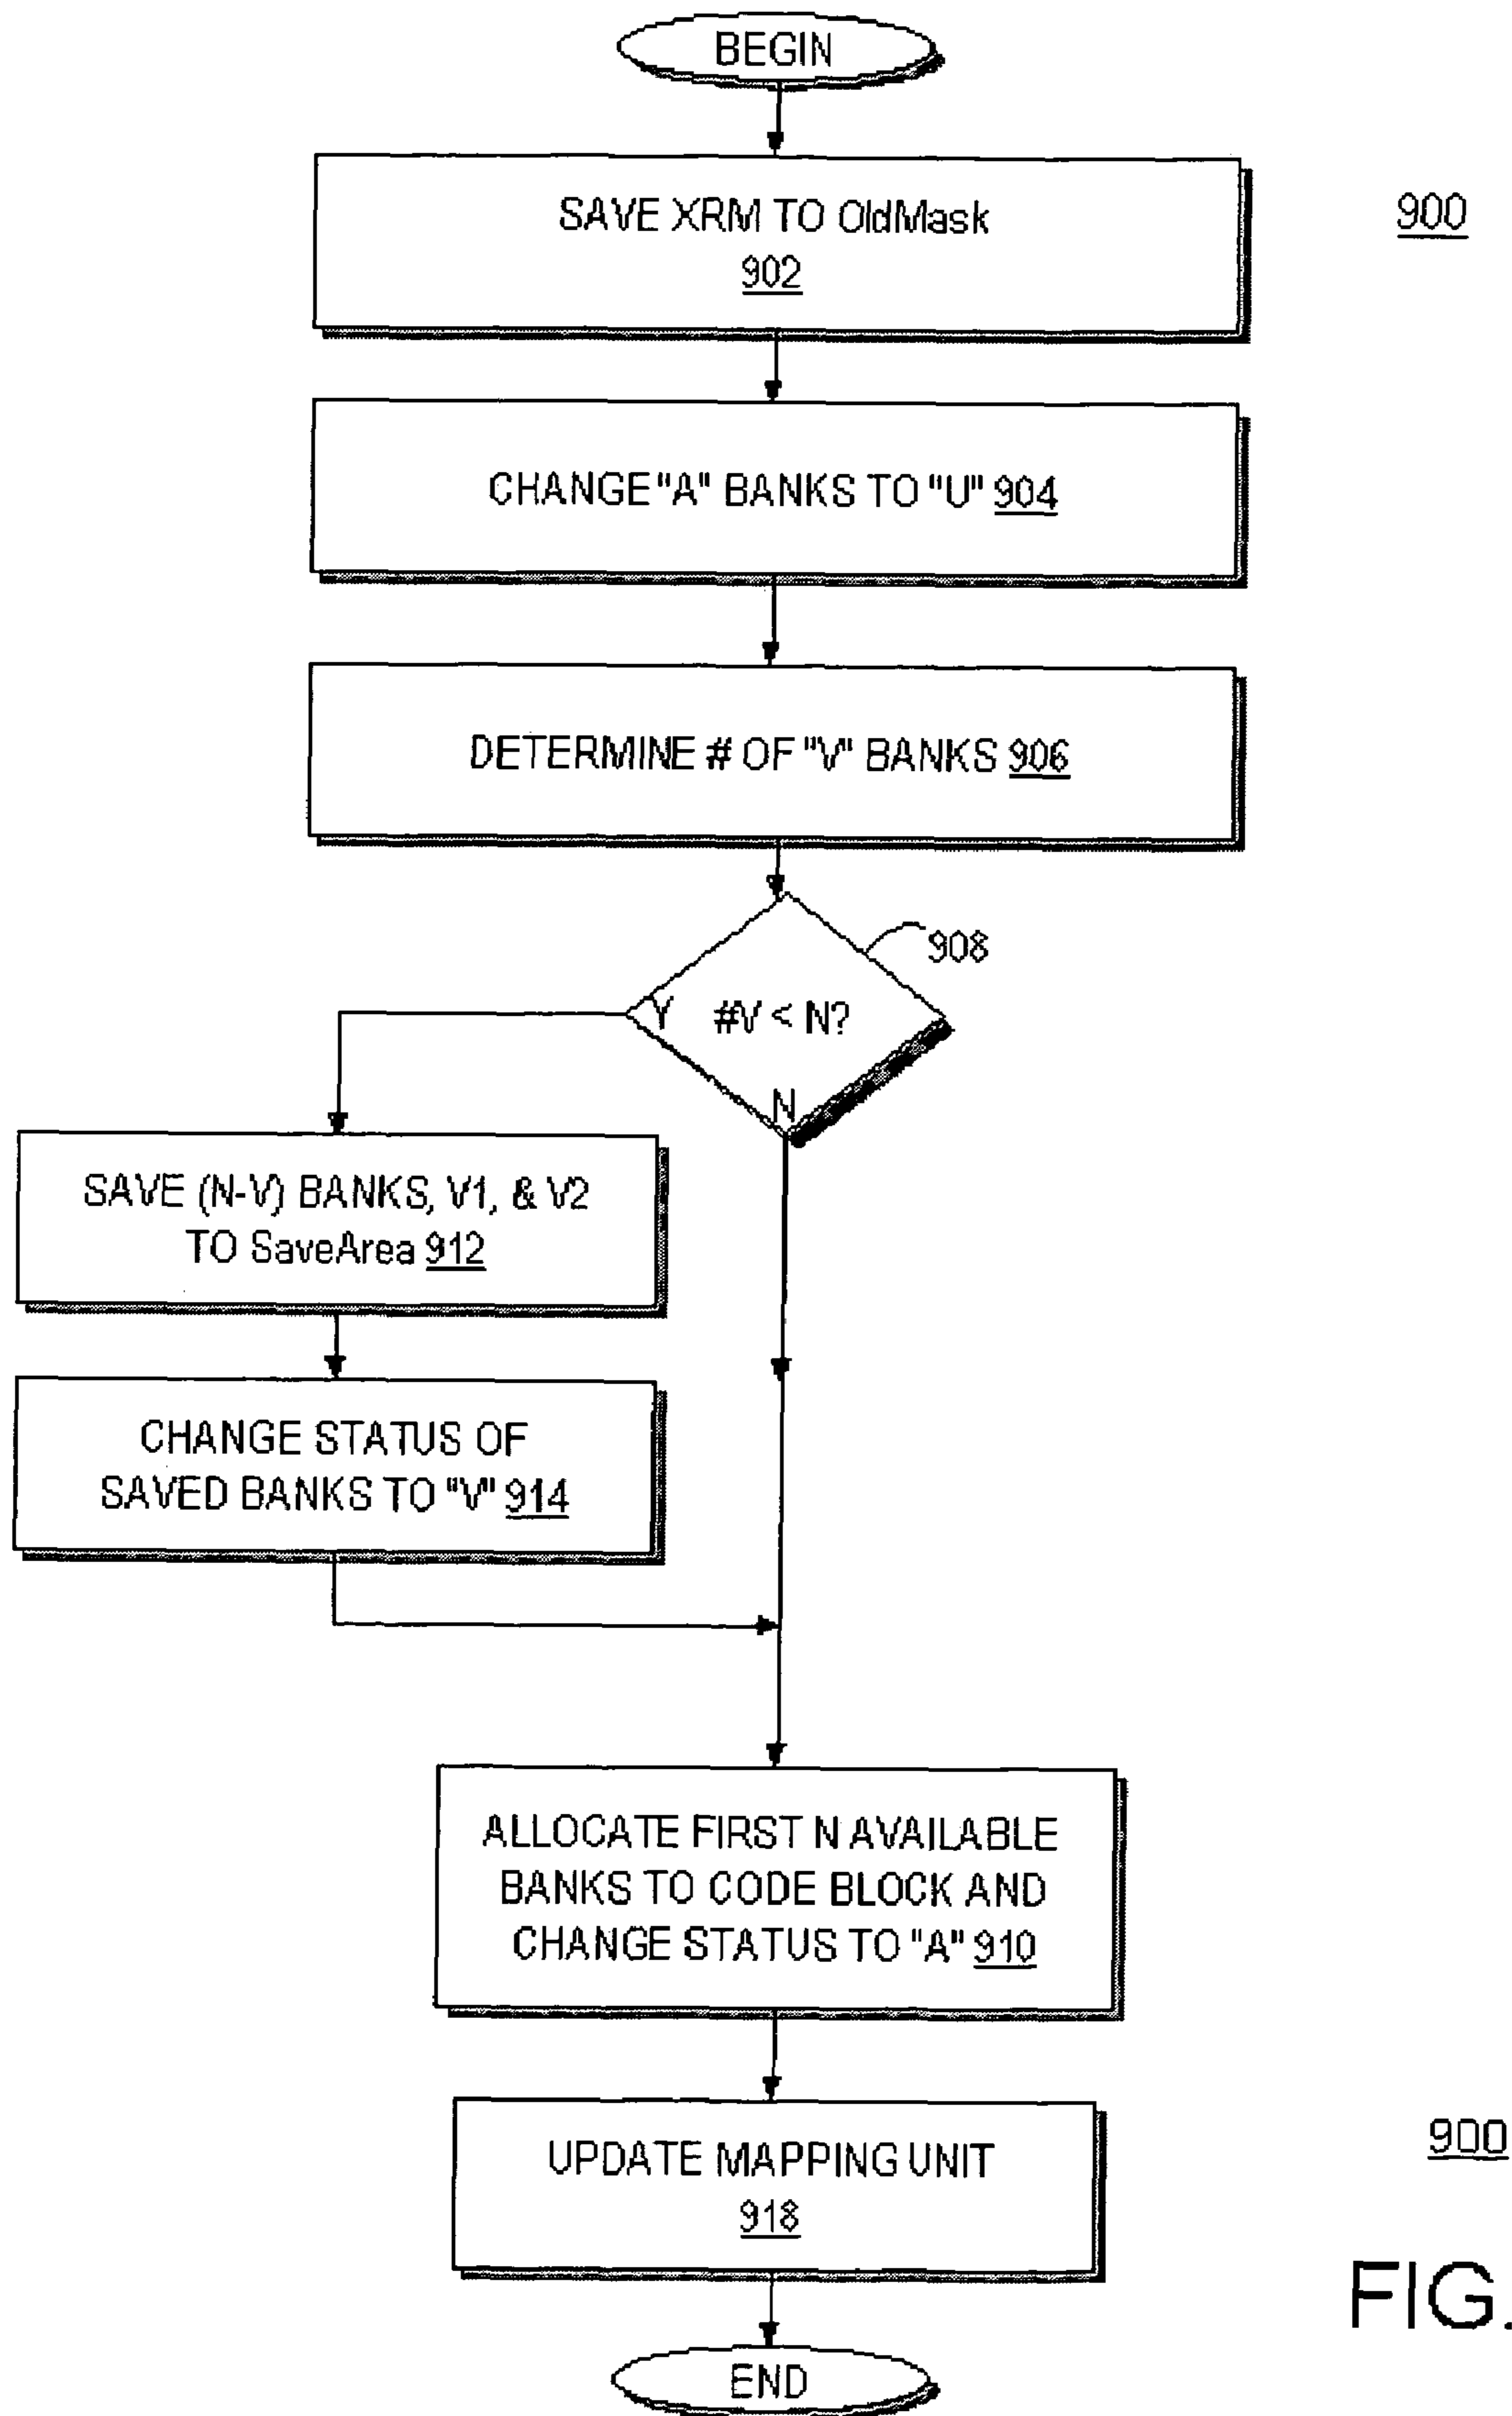 BEGIN
SAVE XRM TO OldMask
902
900
CHANGE "A" BANKS TO "U" 904
DETERMINE # OF "V" BANKS 906
908
Y #V < N?
N
SAVE (N-V) BANKS, V1, & V2
TO SaveArea 912
CHANGE STATUS OF
SAVED BANKS TO "V" 914
ALLOCATE FIRST N AVAILABLE
BANKS TO CODE BLOCK AND
CHANGE STATUS TO "A" 910
UPDATE MAPPING UNIT
918
900
FIG.
END